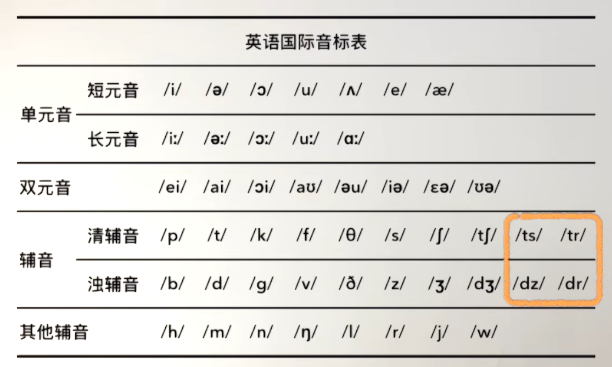 英语国际音标表
单元音 短元音 /i/ /ə/ /ɔ/ /u/ /ʌ/ /e/ /æ/
长元音 /iː/ /əː/ /ɔː/ /uː/ /ɑː/
双元音 /ei/ /ai/ /ɔi/ /aʊ/ /əu/ /iə/ /ɛə/ /ʊə/
辅音 清辅音 /p/ /t/ /k/ /f/ /θ/ /s/ /ʃ/ /tʃ/ /ts/ /tr/
浊辅音 /b/ /d/ /g/ /v/ /ð/ /z/ /ʒ/ /dʒ/ /dz/ /dr/
其他辅音 /h/ /m/ /n/ /ŋ/ /l/ /r/ /j/ /w/